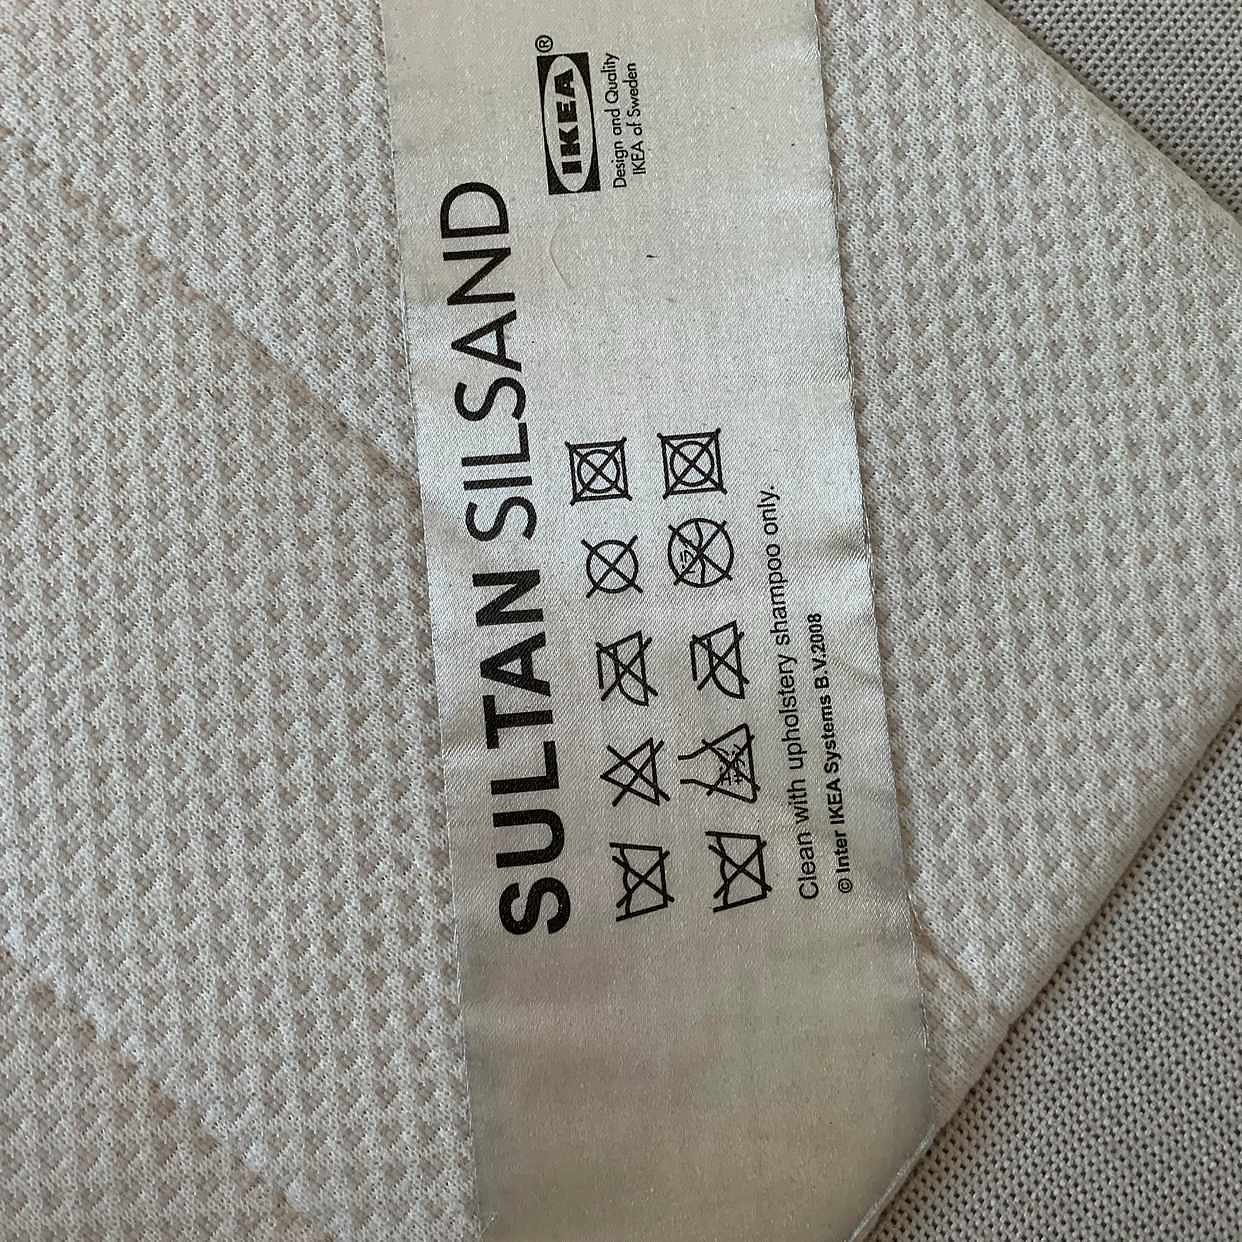 IKEA®
Design and Quality
IKEA of Sweden
SULTAN SILSAND
Clean with upholstery shampoo only.
© Inter IKEA Systems B.V.2008